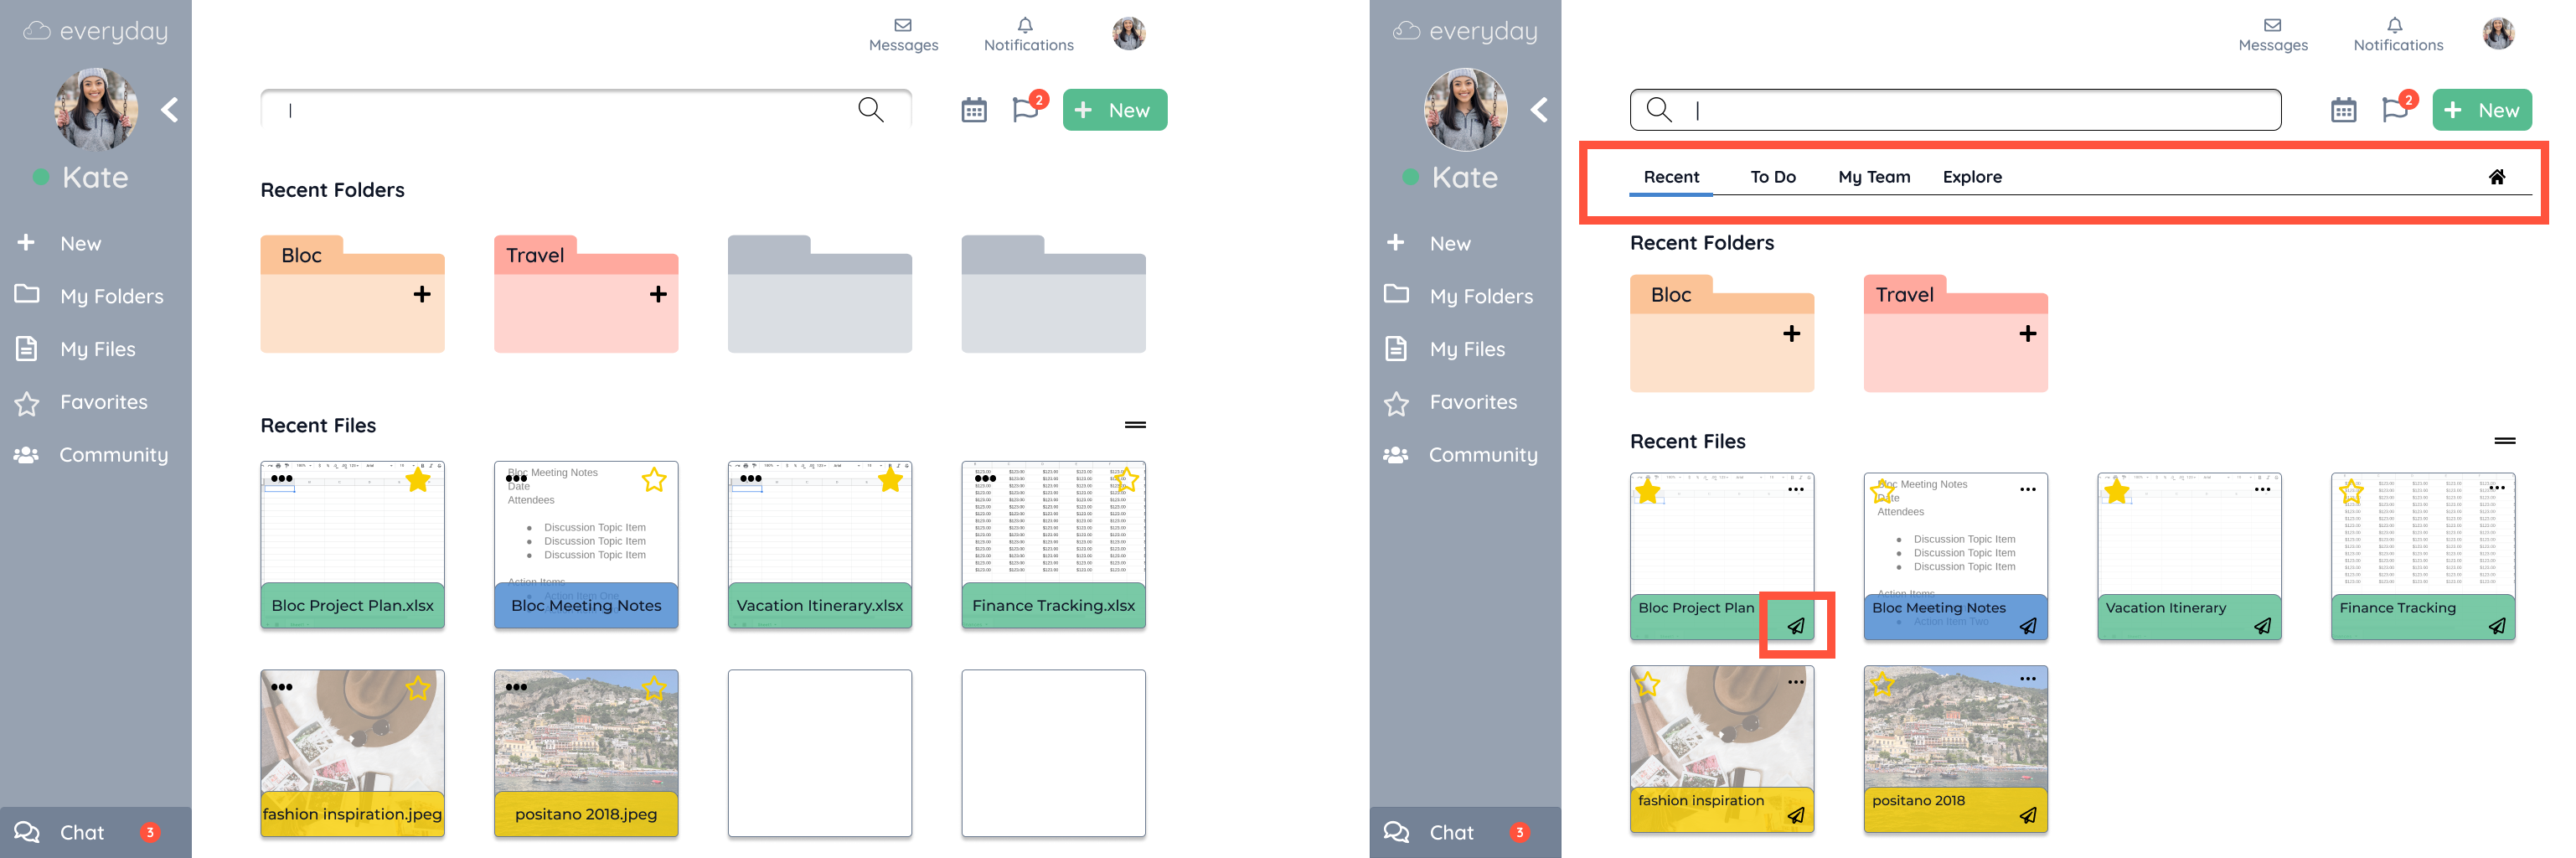 everyday
Messages
Notifications
2
New
Kate
New
My Folders
My Files
Favorites
Community
Chat
3
Recent Folders
Bloc
Travel
Recent Files
Bloc Project Plan.xlsx
Bloc Meeting Notes
Date
Attendees
Discussion Topic Item
Discussion Topic Item
Discussion Topic Item
Action Items
Action Item One
Bloc Meeting Notes
Vacation Itinerary.xlsx
Finance Tracking.xlsx
fashion inspiration.jpeg
positano 2018.jpeg
everyday
Messages
Notifications
2
New
Kate
New
My Folders
My Files
Favorites
Community
Chat
3
Recent
To Do
My Team
Explore
Recent Folders
Bloc
Travel
Recent Files
Bloc Project Plan
Bloc Meeting Notes
Date
Attendees
Discussion Topic Item
Discussion Topic Item
Discussion Topic Item
Action Items
Bloc Meeting Notes
Action Item Two
Vacation Itinerary
Finance Tracking
fashion inspiration
positano 2018